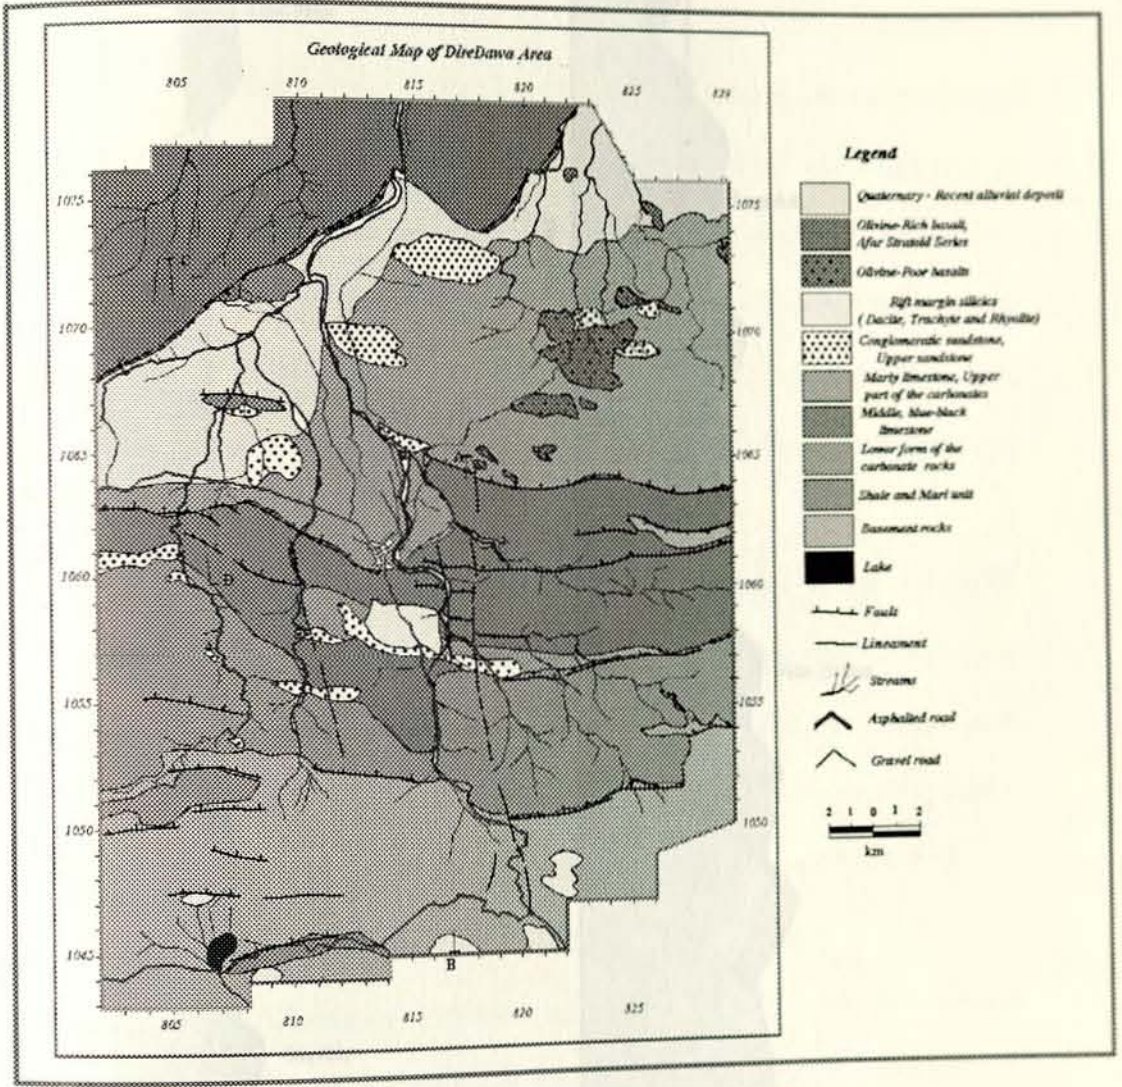 Geological Map of DireDawa Area
805 810 815 820 825 829
1075 1075
1070 1070
1065 1065
1060 1060
1055 1055
1050 1050
1045
C
D
B
805 810 815 820 825
Legend
Quaternary - Recent alluvial deposit
Olivine-Rich basalt,
Afar Stratoid Series
Olivine-Poor basalts
Rift margin silicics
( Dacite, Trachyte and Rhyolite)
Conglomeratic sandstone,
Upper sandstone
Marly limestone, Upper
part of the carbonates
Middle, blue-black
limestone
Lower form of the
carbonate rocks
Shale and Marl unit
Basement rocks
Lake
Fault
Lineament
Streams
Asphalted road
Gravel road
2 1 0 1 2
km